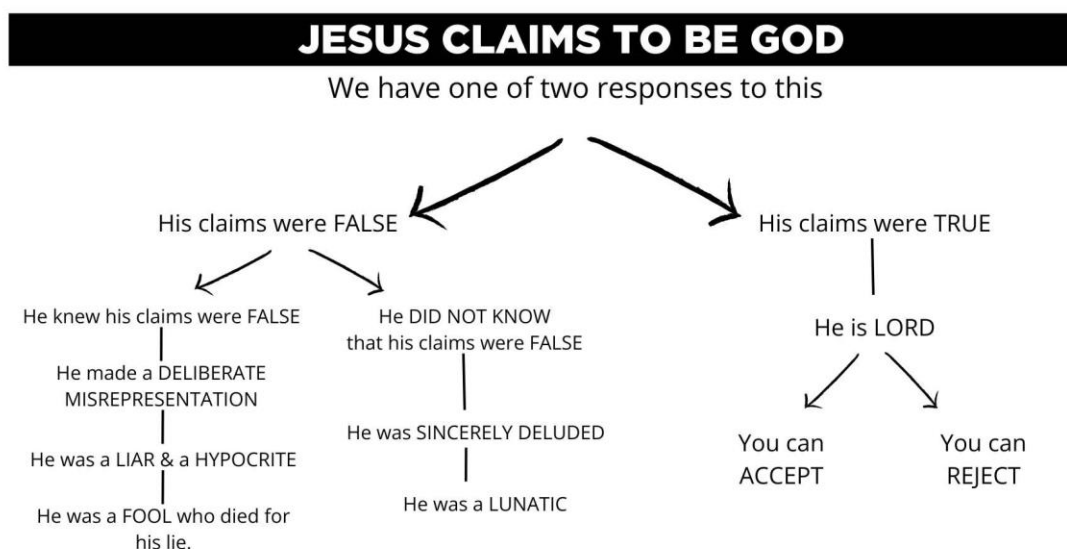 JESUS CLAIMS TO BE GOD
We have one of two responses to this
His claims were FALSE
His claims were TRUE
He knew his claims were FALSE
He made a DELIBERATE
MISREPRESENTATION
He was a LIAR & a HYPOCRITE
He was a FOOL who died for
his lie.
He DID NOT KNOW
that his claims were FALSE
He was SINCERELY DELUDED
He was a LUNATIC
He is LORD
You can
ACCEPT
You can
REJECT